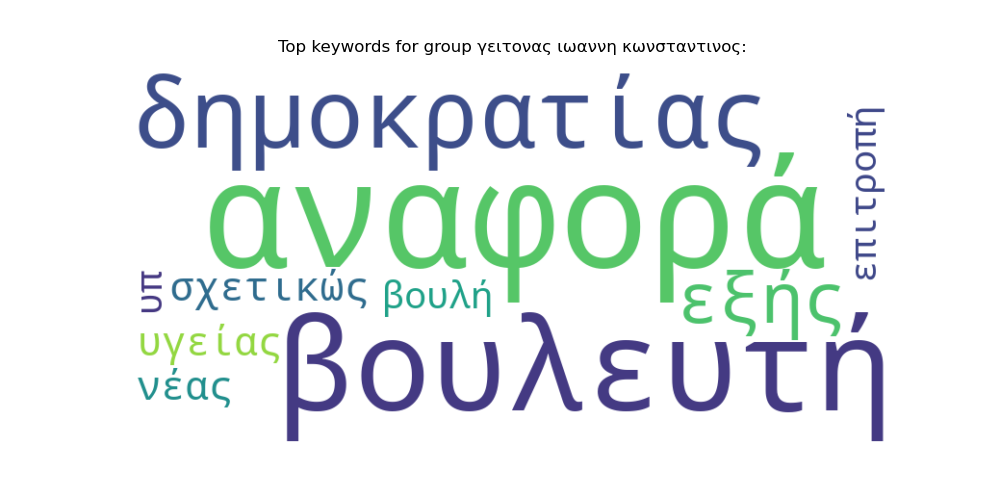 Top keywords for group γειτονας ιωαννη κωνσταντινος:
δημοκρατίας
επιτροπή
αναφορά
υπ
σχετικώς
βουλή
εξής
υγείας
βουλευτή
νέας